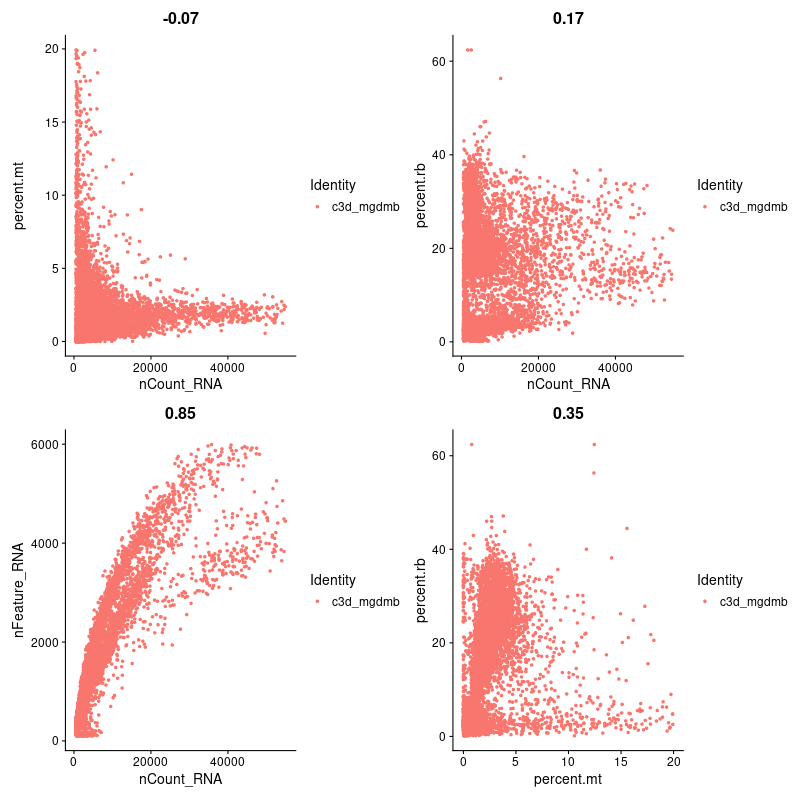 -0.07
percent.mt
20
15
10
5
0
0
20000
40000
nCount_RNA
Identity
c3d_mgdmb
0.17
percent.rb
60
40
20
0
0
20000
40000
nCount_RNA
Identity
c3d_mgdmb
0.85
nFeature_RNA
6000
4000
2000
0
0
20000
40000
nCount_RNA
Identity
c3d_mgdmb
0.35
percent.rb
60
40
20
0
0
5
10
15
20
percent.mt
Identity
c3d_mgdmb